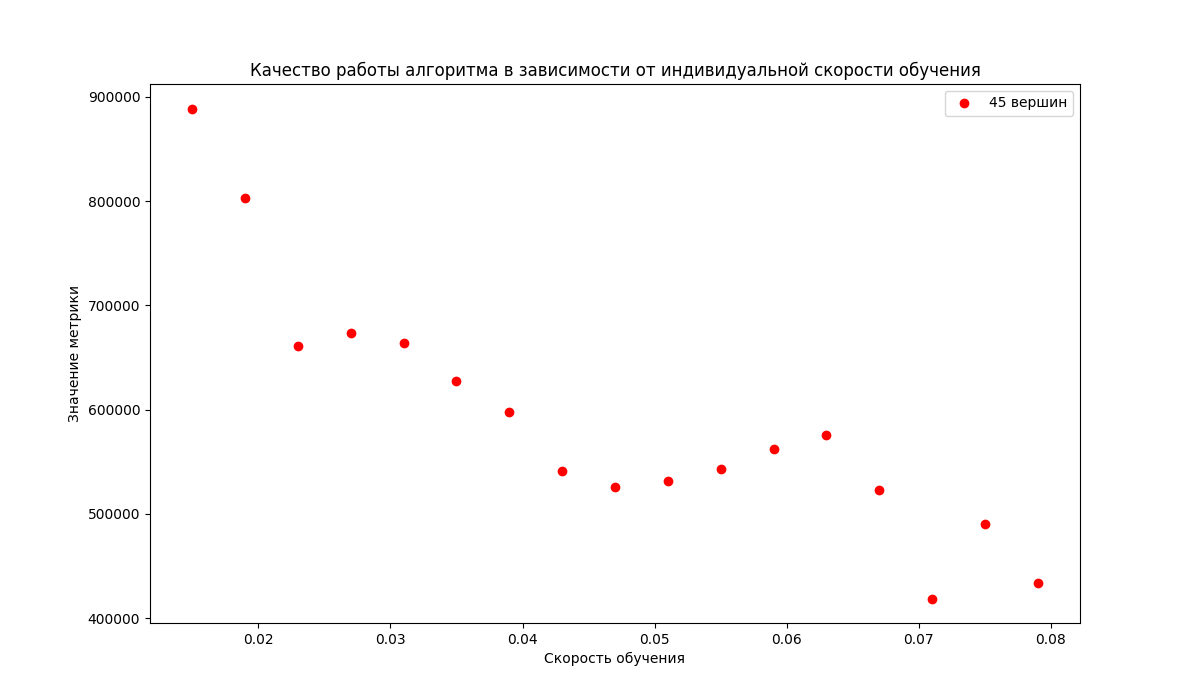 Качество работы алгоритма в зависимости от индивидуальной скорости обучения
45 вершин
900000
800000
700000
600000
500000
400000
Значение метрики
0.02 0.03 0.04 0.05 0.06 0.07 0.08
Скорость обучения